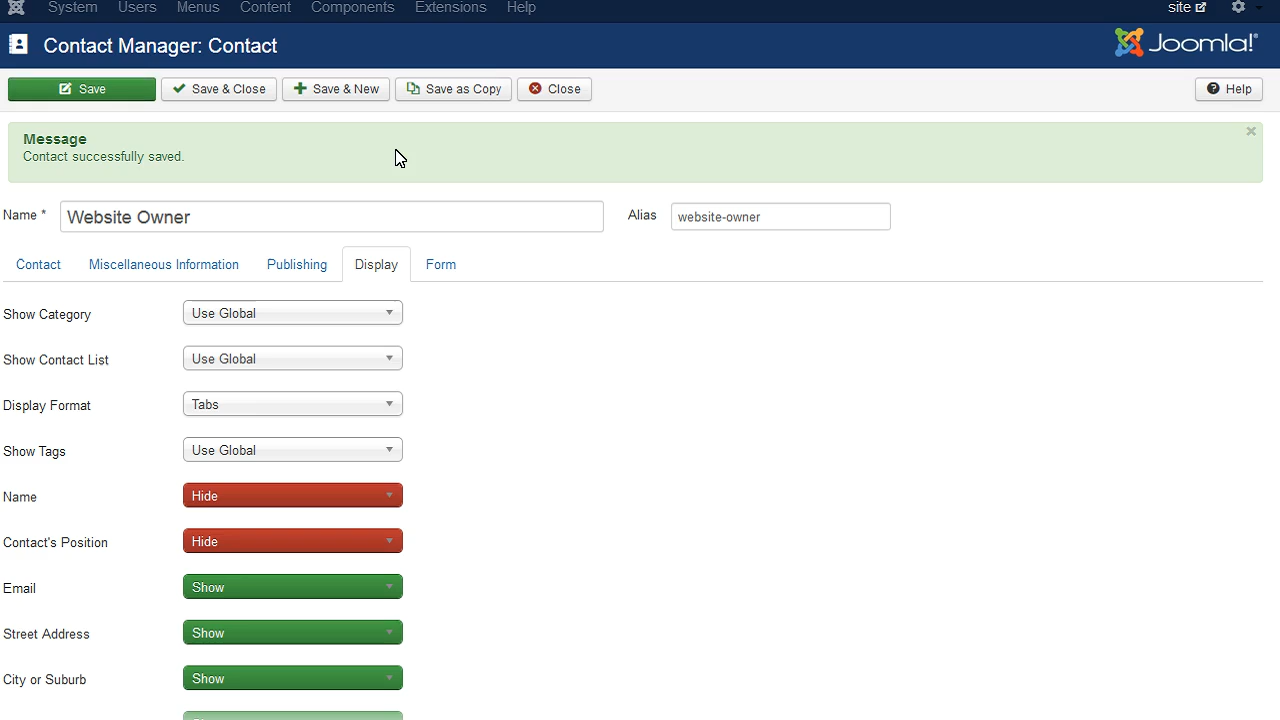 System Users Menus Content Components Extensions Help site
Contact Manager: Contact Joomla!®
Save Save & Close Save & New Save as Copy Close Help
Message
Contact successfully saved.
Name * Website Owner Alias website-owner
Contact Miscellaneous Information Publishing Display Form
Show Category Use Global
Show Contact List Use Global
Display Format Tabs
Show Tags Use Global
Name Hide
Contact's Position Hide
Email Show
Street Address Show
City or Suburb Show